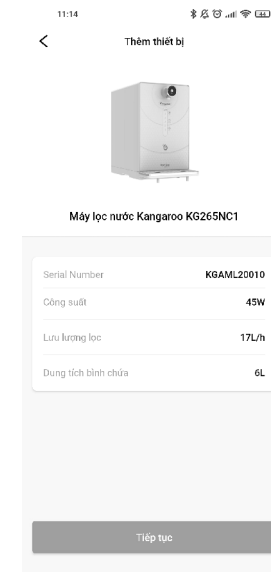 11:14
44
Thêm thiết bị
Máy lọc nước Kangaroo KG265NC1
Serial Number KGAML20010
Công suất 45W
Lưu lượng lọc 17L/h
Dung tích bình chứa 6L
Tiếp tục